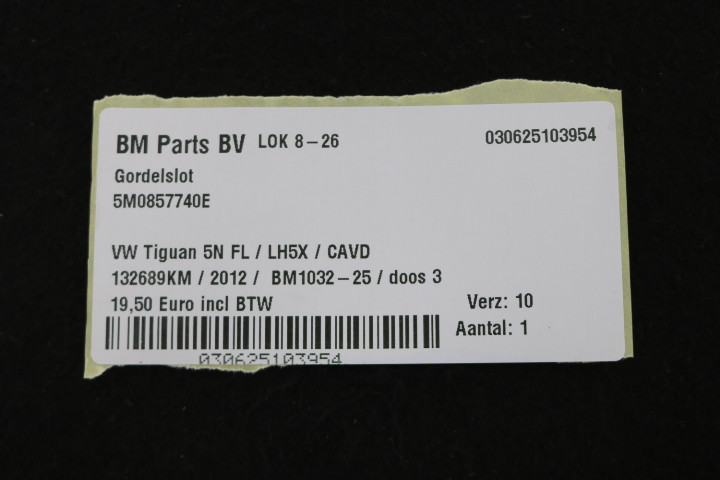 BM Parts BV LOK 8-26 030625103954
Gordelslot
5M0857740E
VW Tiguan 5N FL / LH5X / CAVD
132689KM / 2012 / BM1032-25 / doos 3
19,50 Euro incl BTW Verz: 10
Aantal: 1
030625103954